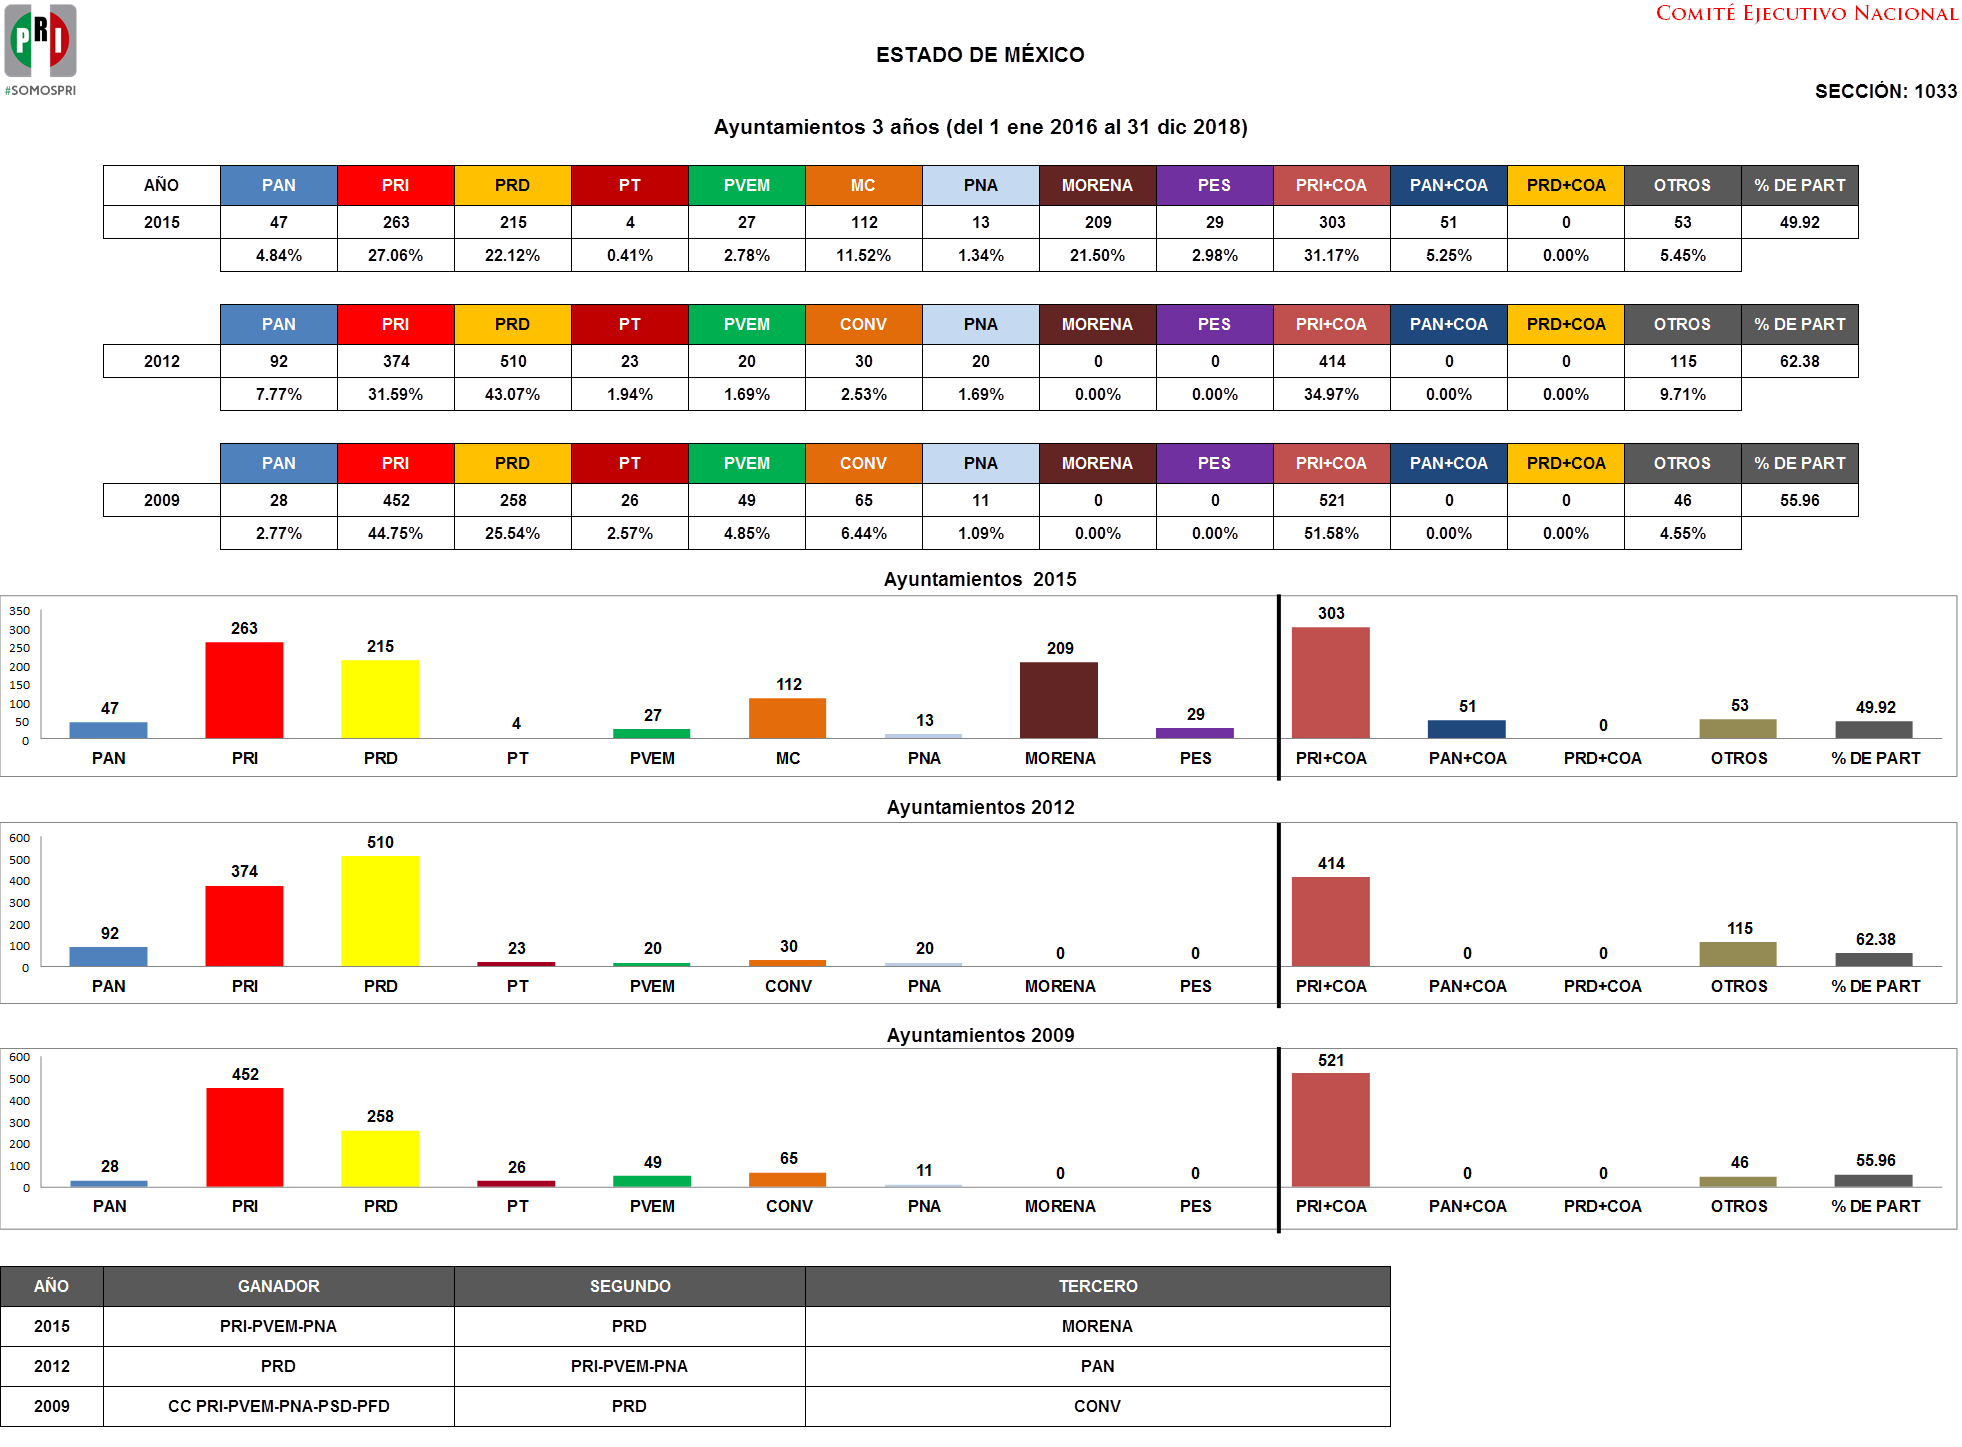 PRI
#SOMOSPRI
COMITÉ EJECUTIVO NACIONAL
ESTADO DE MÉXICO
SECCIÓN: 1033
Ayuntamientos 3 años (del 1 ene 2016 al 31 dic 2018)
AÑO PAN PRI PRD PT PVEM MC PNA MORENA PES PRI+COA PAN+COA PRD+COA OTROS % DE PART
2015 47 263 215 4 27 112 13 209 29 303 51 0 53 49.92
4.84% 27.06% 22.12% 0.41% 2.78% 11.52% 1.34% 21.50% 2.98% 31.17% 5.25% 0.00% 5.45%
PAN PRI PRD PT PVEM CONV PNA MORENA PES PRI+COA PAN+COA PRD+COA OTROS % DE PART
2012 92 374 510 23 20 30 20 0 0 414 0 0 115 62.38
7.77% 31.59% 43.07% 1.94% 1.69% 2.53% 1.69% 0.00% 0.00% 34.97% 0.00% 0.00% 9.71%
PAN PRI PRD PT PVEM CONV PNA MORENA PES PRI+COA PAN+COA PRD+COA OTROS % DE PART
2009 28 452 258 26 49 65 11 0 0 521 0 0 46 55.96
2.77% 44.75% 25.54% 2.57% 4.85% 6.44% 1.09% 0.00% 0.00% 51.58% 0.00% 0.00% 4.55%
Ayuntamientos 2015
350
300
250
200
150
100
50
0
47 263 215 4 27 112 13 209 29 303 51 0 53 49.92
PAN PRI PRD PT PVEM MC PNA MORENA PES PRI+COA PAN+COA PRD+COA OTROS % DE PART
Ayuntamientos 2012
600
500
400
300
200
100
0
92 374 510 23 20 30 20 0 0 414 0 0 115 62.38
PAN PRI PRD PT PVEM CONV PNA MORENA PES PRI+COA PAN+COA PRD+COA OTROS % DE PART
Ayuntamientos 2009
600
500
400
300
200
100
0
28 452 258 26 49 65 11 0 0 521 0 0 46 55.96
PAN PRI PRD PT PVEM CONV PNA MORENA PES PRI+COA PAN+COA PRD+COA OTROS % DE PART
AÑO GANADOR SEGUNDO TERCERO
2015 PRI-PVEM-PNA PRD MORENA
2012 PRD PRI-PVEM-PNA PAN
2009 CC PRI-PVEM-PNA-PSD-PFD PRD CONV